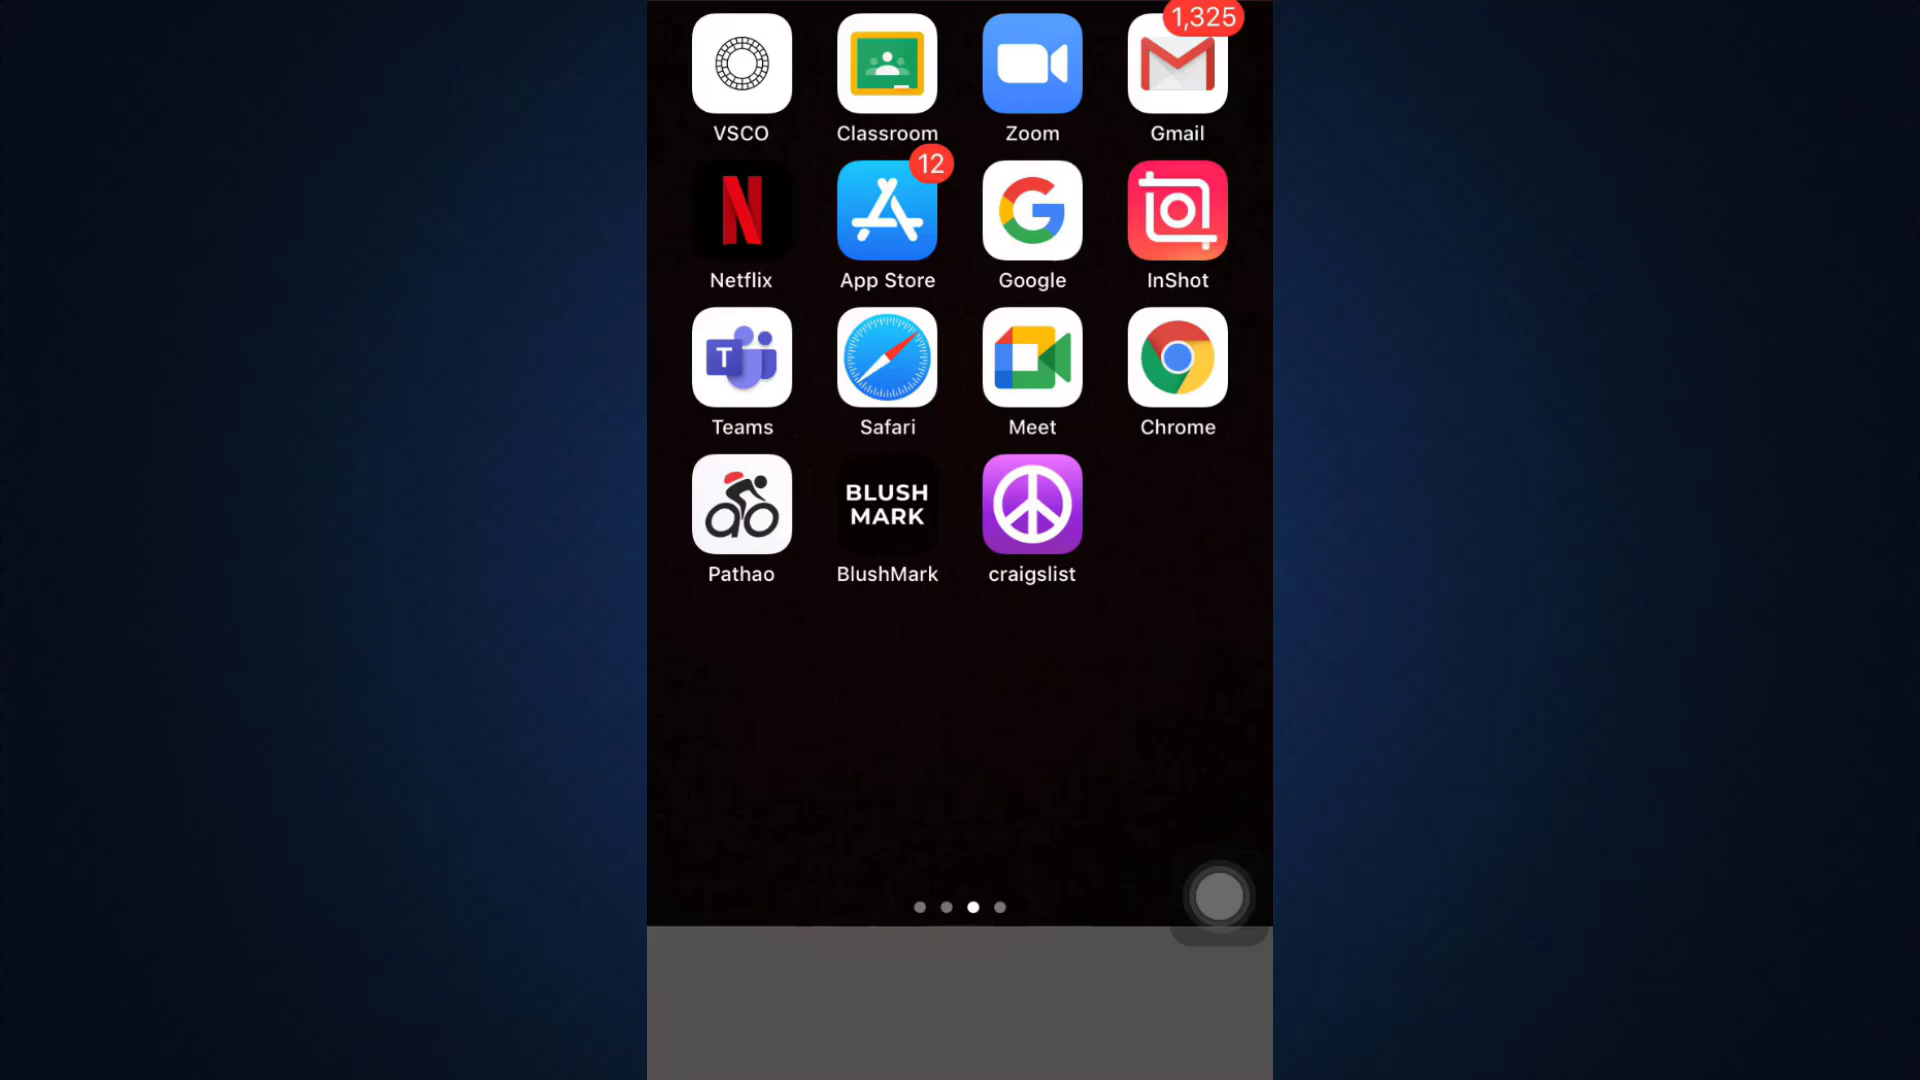 1,325
VSCO Classroom Zoom Gmail
12
Netflix App Store Google InShot
T
Teams Safari Meet Chrome
BLUSH
MARK
Pathao BlushMark craigslist